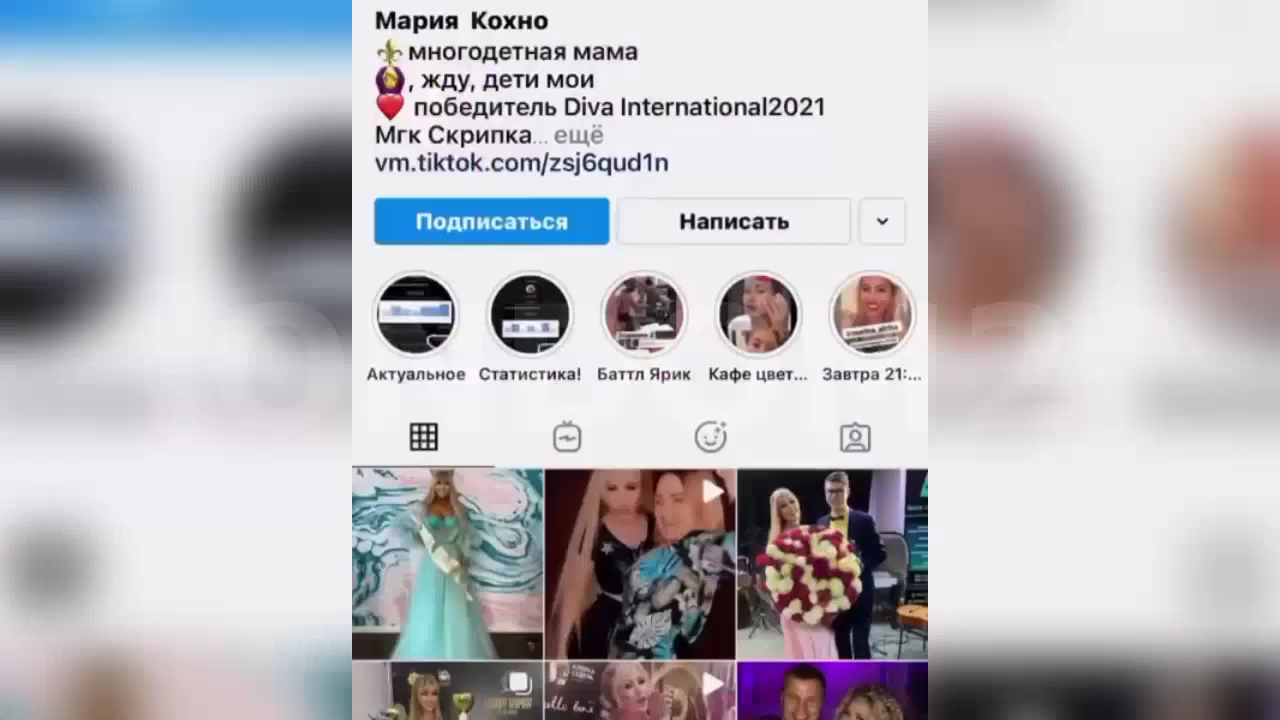 Мария Кохно
многодетная мама
, жду, дети мои
победитель Diva International2021
Мгк Скрипка... ещё
vm.tiktok.com/zsj6qud1n
Подписаться
Написать
Актуальное
Статистика!
Баттл Ярик
Кафе цвет...
Завтра 21:...